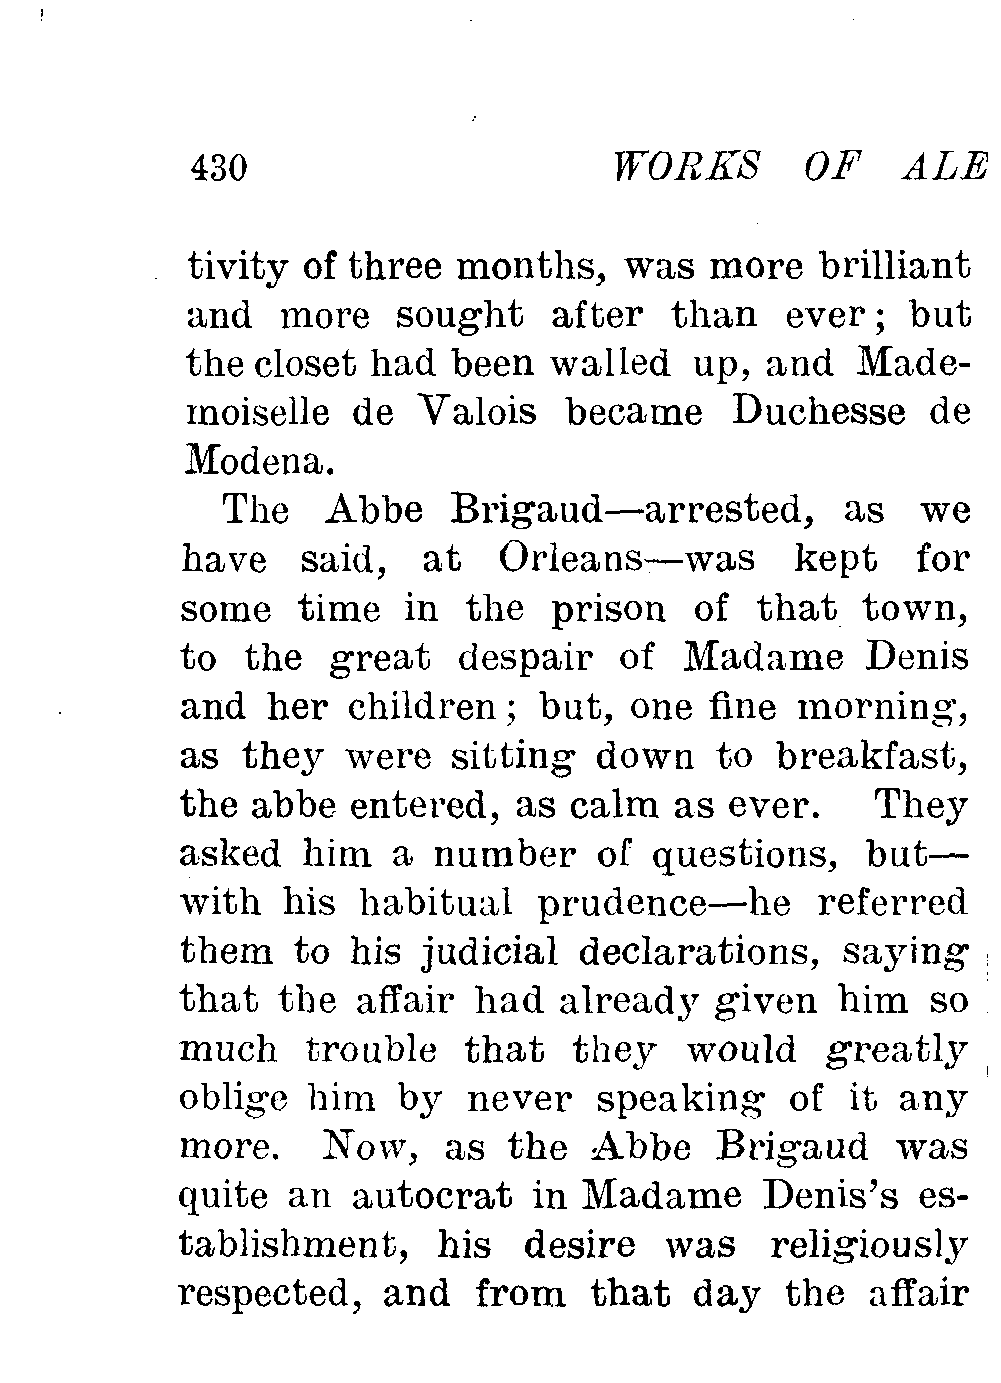 430 WORKS OF ALE
tivity of three months, was more brilliant
and more sought after than ever; but
the closet had been walled up, and Made-
moiselle de Valois became Duchesse de
Modena.
The Abbe Brigaud—arrested, as we
have said, at Orleans—was kept for
some time in the prison of that town,
to the great despair of Madame Denis
and her children; but, one fine morning,
as they were sitting down to breakfast,
the abbe entered, as calm as ever. They
asked him a number of questions, but—
with his habitual prudence—he referred
them to his judicial declarations, saying
that the affair had already given him so
much trouble that they would greatly
oblige him by never speaking of it any
more. Now, as the Abbe Brigaud was
quite an autocrat in Madame Denis's es-
tablishment, his desire was religiously
respected, and from that day the affair